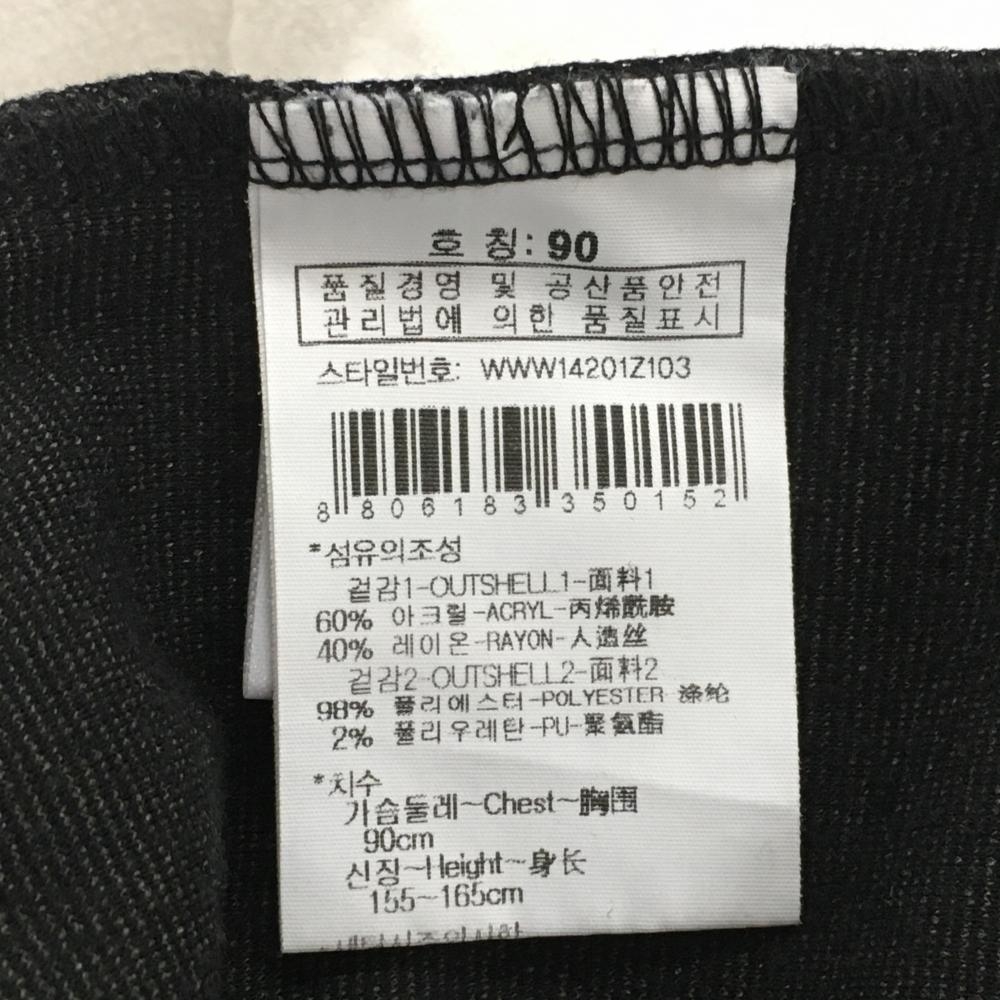 호 칭: 90
품질경영 및 공산품안전
관리법에 의한 품질표시
스타일번호: WWW14201Z103
8 806183 350152
*섬유의조성
겉감1-OUTSHELL1-面料1
60% 아크릴-ACRYL-丙烯酰胺
40% 레이온-RAYON-人造丝
겉감2-OUTSHELL2-面料2
98% 폴리에스터-POLYESTER-涤纶
2% 폴리우레탄-PU-聚氨酯
*치수
가슴둘레~Chest~胸围
90cm
신장~Height~身长
155~165cm